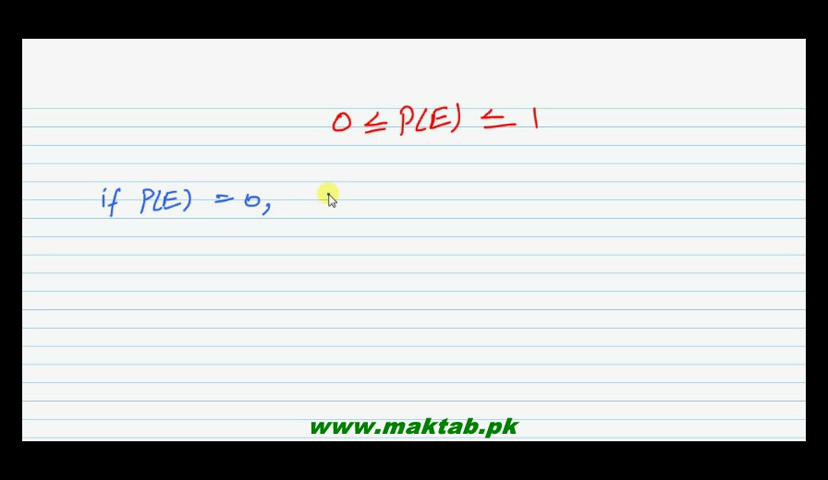 0 ≤ P(E) ≤ 1
if P(E) = 0,
www.maktab.pk